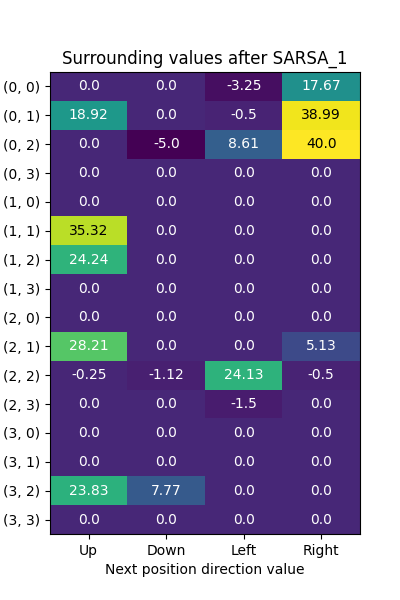 Surrounding values after SARSA_1
(0, 0) 0.0 0.0 -3.25 17.67
(0, 1) 18.92 0.0 -0.5 38.99
(0, 2) 0.0 -5.0 8.61 40.0
(0, 3) 0.0 0.0 0.0 0.0
(1, 0) 0.0 0.0 0.0 0.0
(1, 1) 35.32 0.0 0.0 0.0
(1, 2) 24.24 0.0 0.0 0.0
(1, 3) 0.0 0.0 0.0 0.0
(2, 0) 0.0 0.0 0.0 0.0
(2, 1) 28.21 0.0 0.0 5.13
(2, 2) -0.25 -1.12 24.13 -0.5
(2, 3) 0.0 0.0 -1.5 0.0
(3, 0) 0.0 0.0 0.0 0.0
(3, 1) 0.0 0.0 0.0 0.0
(3, 2) 23.83 7.77 0.0 0.0
(3, 3) 0.0 0.0 0.0 0.0
Up Down Left Right
Next position direction value